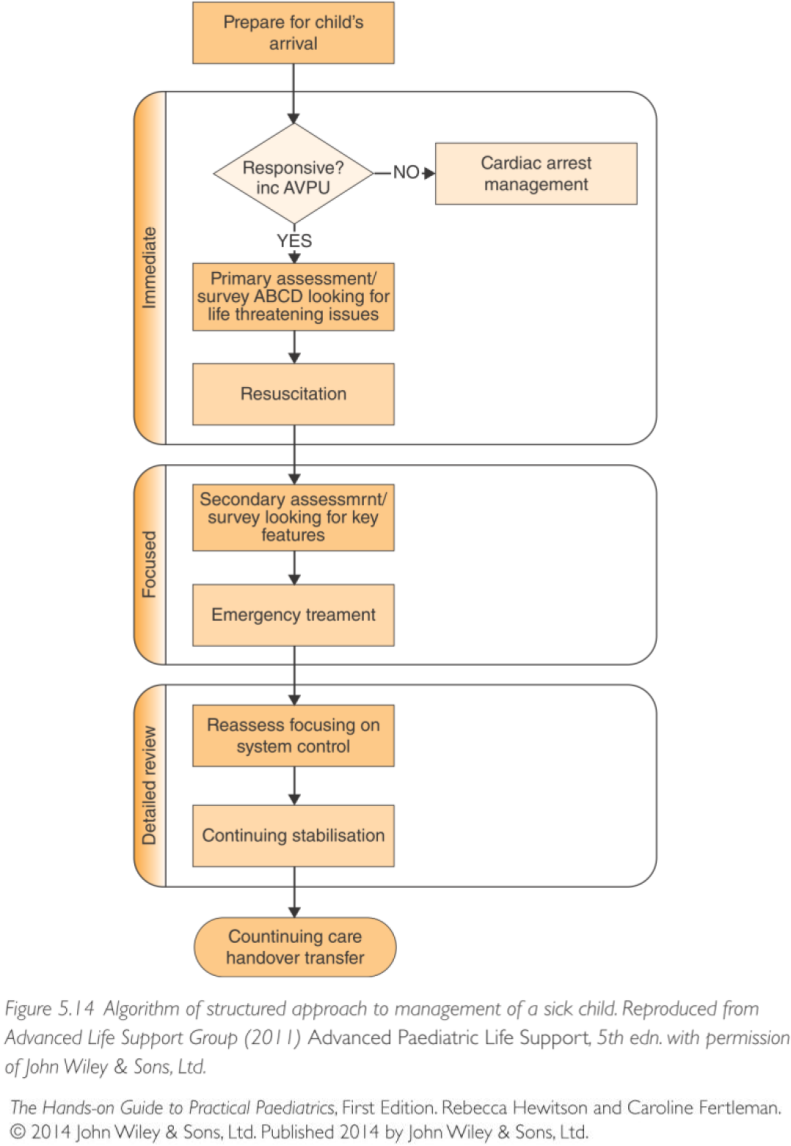 Prepare for child's
arrival
Immediate
Responsive?
inc AVPU
NO
Cardiac arrest
management
YES
Primary assessment/
survey ABCD looking for
life threatening issues
Resuscitation
Focused
Secondary assessmrnt/
survey looking for key
features
Emergency treament
Detailed review
Reassess focusing on
system control
Continuing stabilisation
Countinuing care
handover transfer
Figure 5.14 Algorithm of structured approach to management of a sick child. Reproduced from
Advanced Life Support Group (2011) Advanced Paediatric Life Support, 5th edn. with permission
of John Wiley & Sons, Ltd.
The Hands-on Guide to Practical Paediatrics, First Edition. Rebecca Hewitson and Caroline Fertleman.
© 2014 John Wiley & Sons, Ltd. Published 2014 by John Wiley & Sons, Ltd.